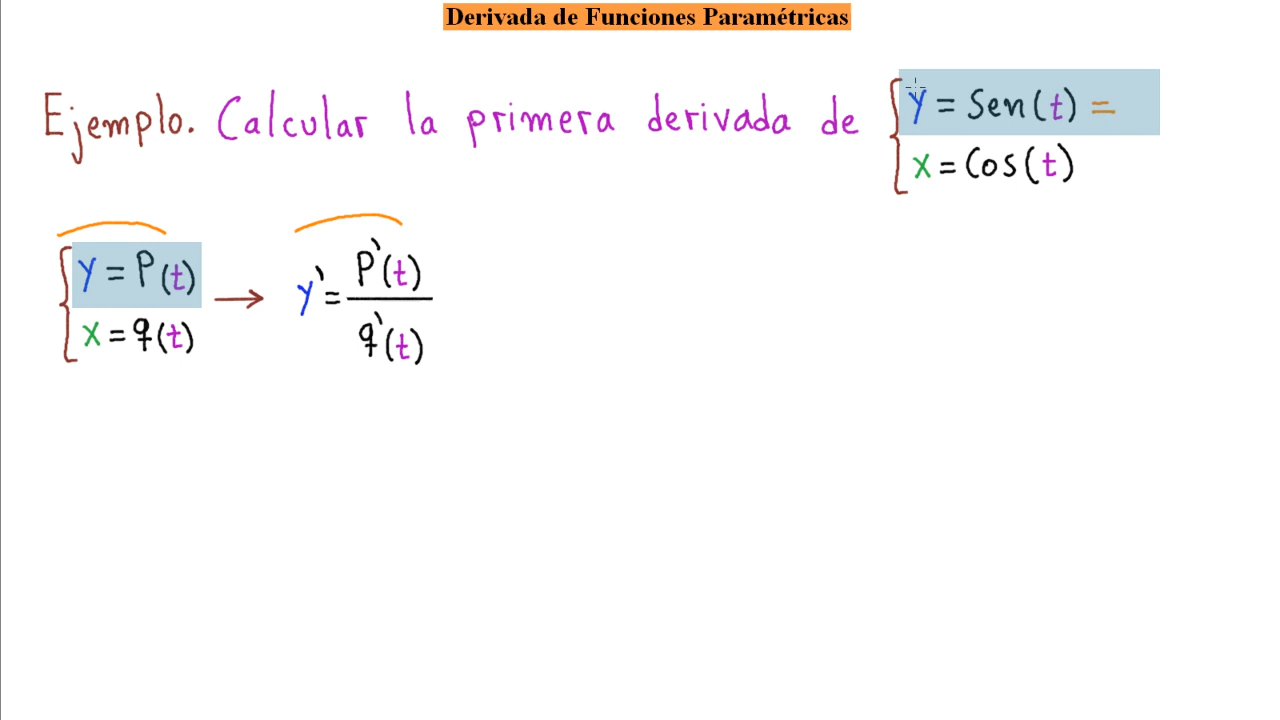 Derivada de Funciones Paramétricas
Ejemplo. Calcular la primera derivada de { y = Sen(t) =
x = Cos(t)
{ y = P(t)
x = q(t)
→ y' = P'(t) / q'(t)